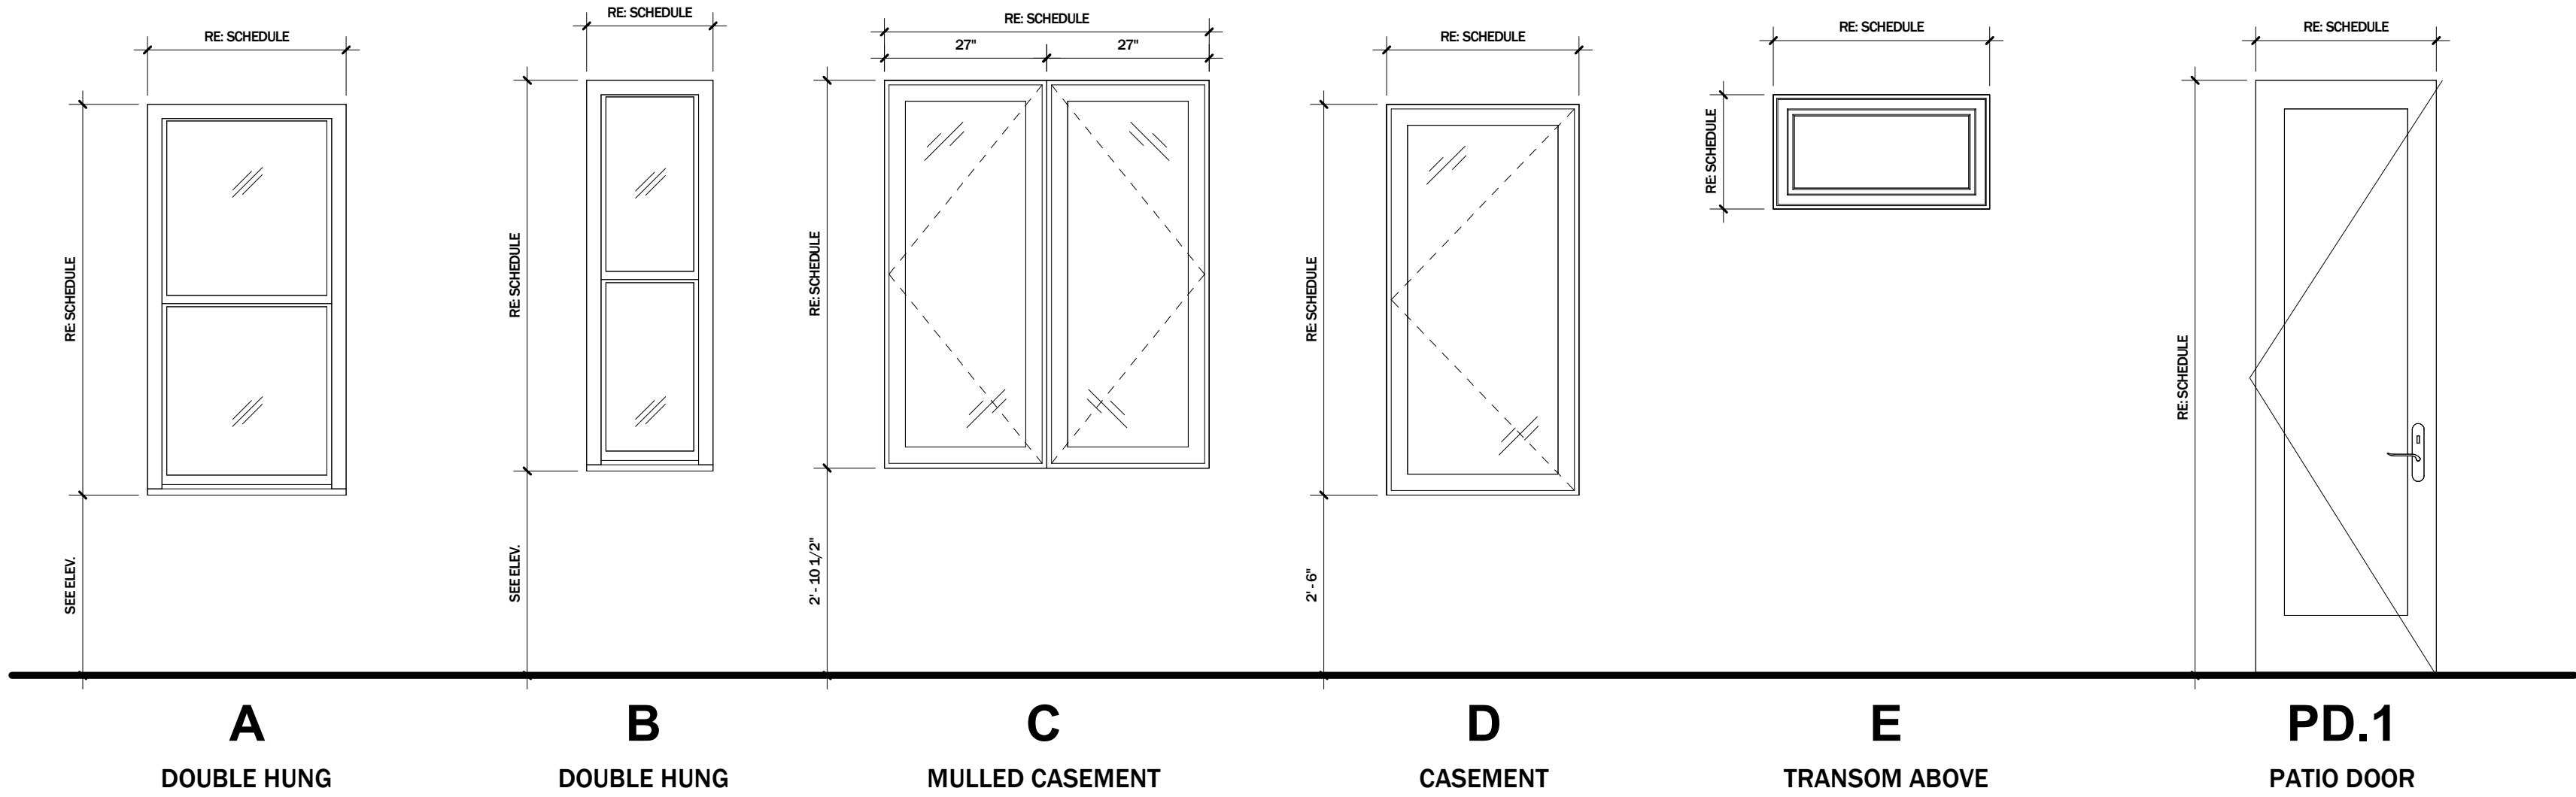 RE: SCHEDULE
RE: SCHEDULE
SEE ELEV.
A
DOUBLE HUNG
RE: SCHEDULE
RE: SCHEDULE
SEE ELEV.
B
DOUBLE HUNG
RE: SCHEDULE
27"
27"
RE: SCHEDULE
2' - 10 1/2"
C
MULLED CASEMENT
RE: SCHEDULE
RE: SCHEDULE
2' - 6"
D
CASEMENT
RE: SCHEDULE
RE: SCHEDULE
E
TRANSOM ABOVE
RE: SCHEDULE
RE: SCHEDULE
PD.1
PATIO DOOR